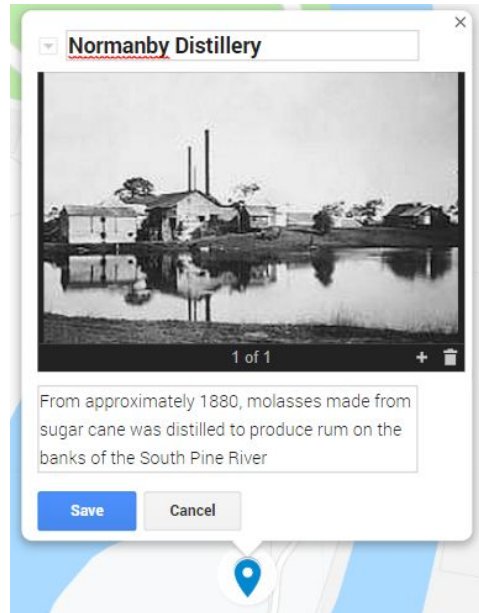 Normanby Distillery
1 of 1
From approximately 1880, molasses made from
sugar cane was distilled to produce rum on the
banks of the South Pine River
Save Cancel